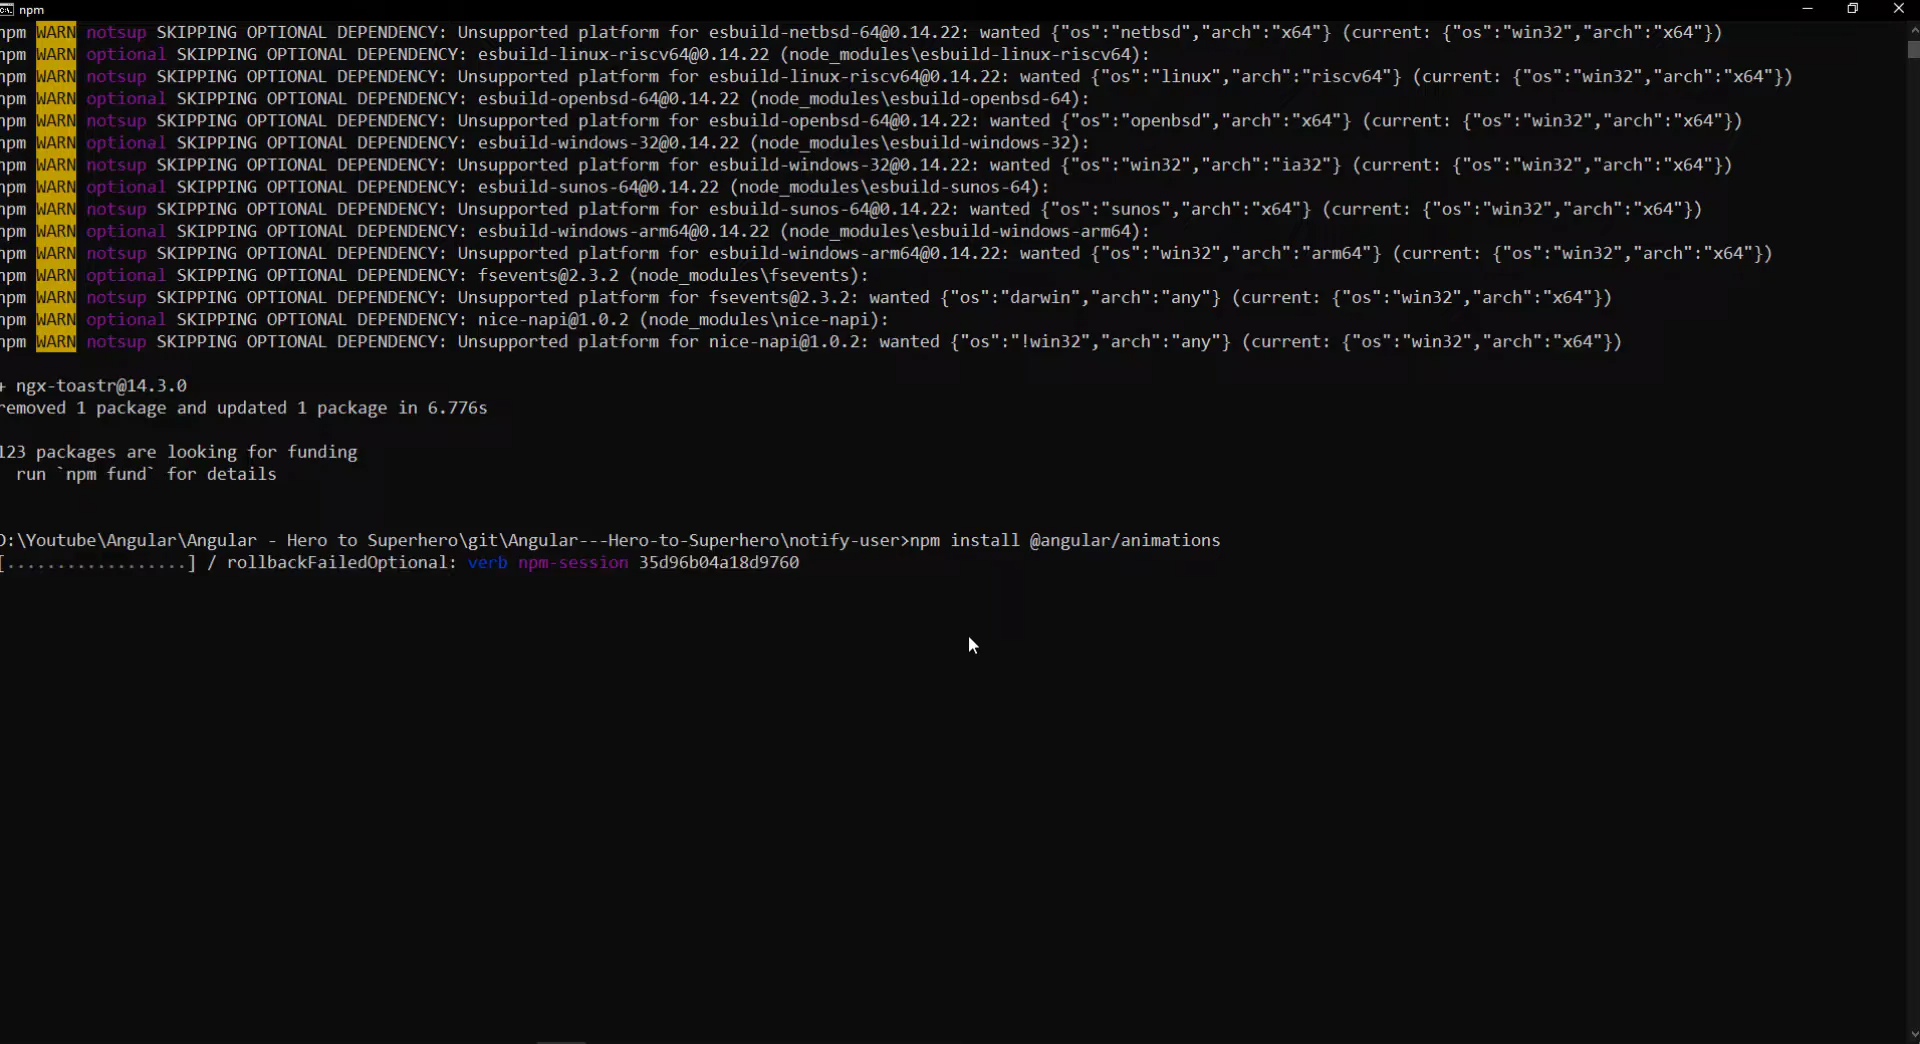 npm
npm WARN notsup SKIPPING OPTIONAL DEPENDENCY: Unsupported platform for esbuild-netbsd-64@0.14.22: wanted {"os":"netbsd","arch":"x64"} (current: {"os":"win32","arch":"x64"})
npm WARN optional SKIPPING OPTIONAL DEPENDENCY: esbuild-linux-riscv64@0.14.22 (node_modules\esbuild-linux-riscv64):
npm WARN notsup SKIPPING OPTIONAL DEPENDENCY: Unsupported platform for esbuild-linux-riscv64@0.14.22: wanted {"os":"linux","arch":"riscv64"} (current: {"os":"win32","arch":"x64"})
npm WARN optional SKIPPING OPTIONAL DEPENDENCY: esbuild-openbsd-64@0.14.22 (node_modules\esbuild-openbsd-64):
npm WARN notsup SKIPPING OPTIONAL DEPENDENCY: Unsupported platform for esbuild-openbsd-64@0.14.22: wanted {"os":"openbsd","arch":"x64"} (current: {"os":"win32","arch":"x64"})
npm WARN optional SKIPPING OPTIONAL DEPENDENCY: esbuild-windows-32@0.14.22 (node_modules\esbuild-windows-32):
npm WARN notsup SKIPPING OPTIONAL DEPENDENCY: Unsupported platform for esbuild-windows-32@0.14.22: wanted {"os":"win32","arch":"ia32"} (current: {"os":"win32","arch":"x64"})
npm WARN optional SKIPPING OPTIONAL DEPENDENCY: esbuild-sunos-64@0.14.22 (node_modules\esbuild-sunos-64):
npm WARN notsup SKIPPING OPTIONAL DEPENDENCY: Unsupported platform for esbuild-sunos-64@0.14.22: wanted {"os":"sunos","arch":"x64"} (current: {"os":"win32","arch":"x64"})
npm WARN optional SKIPPING OPTIONAL DEPENDENCY: esbuild-windows-arm64@0.14.22 (node_modules\esbuild-windows-arm64):
npm WARN notsup SKIPPING OPTIONAL DEPENDENCY: Unsupported platform for esbuild-windows-arm64@0.14.22: wanted {"os":"win32","arch":"arm64"} (current: {"os":"win32","arch":"x64"})
npm WARN optional SKIPPING OPTIONAL DEPENDENCY: fsevents@2.3.2 (node_modules\fsevents):
npm WARN notsup SKIPPING OPTIONAL DEPENDENCY: Unsupported platform for fsevents@2.3.2: wanted {"os":"darwin","arch":"any"} (current: {"os":"win32","arch":"x64"})
npm WARN optional SKIPPING OPTIONAL DEPENDENCY: nice-napi@1.0.2 (node_modules\nice-napi):
npm WARN notsup SKIPPING OPTIONAL DEPENDENCY: Unsupported platform for nice-napi@1.0.2: wanted {"os":"!win32","arch":"any"} (current: {"os":"win32","arch":"x64"})
+ ngx-toastr@14.3.0
removed 1 package and updated 1 package in 6.776s
123 packages are looking for funding
run `npm fund` for details
D:\Youtube\Angular\Angular - Hero to Superhero\git\Angular---Hero-to-Superhero\notify-user>npm install @angular/animations
[..................] / rollbackFailedOptional: verb npm-session 35d96b04a18d9760